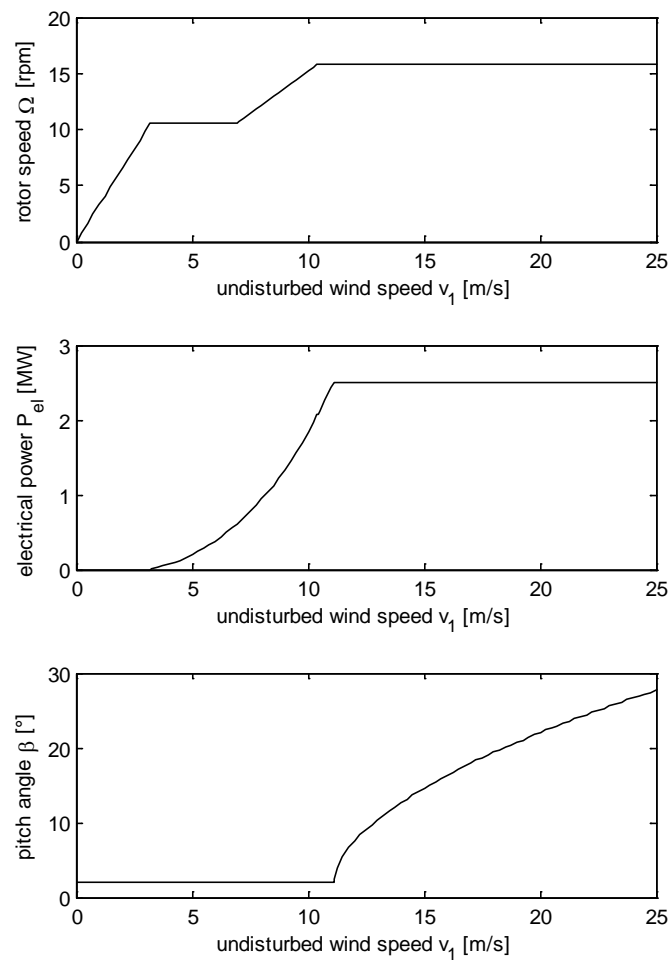 20
15
10
5
0
rotor speed Ω [rpm]
0 5 10 15 20 25
undisturbed wind speed v₁ [m/s]
3
2
1
0
electrical power Pₑₗ [MW]
0 5 10 15 20 25
undisturbed wind speed v₁ [m/s]
30
20
10
0
pitch angle β [°]
0 5 10 15 20 25
undisturbed wind speed v₁ [m/s]